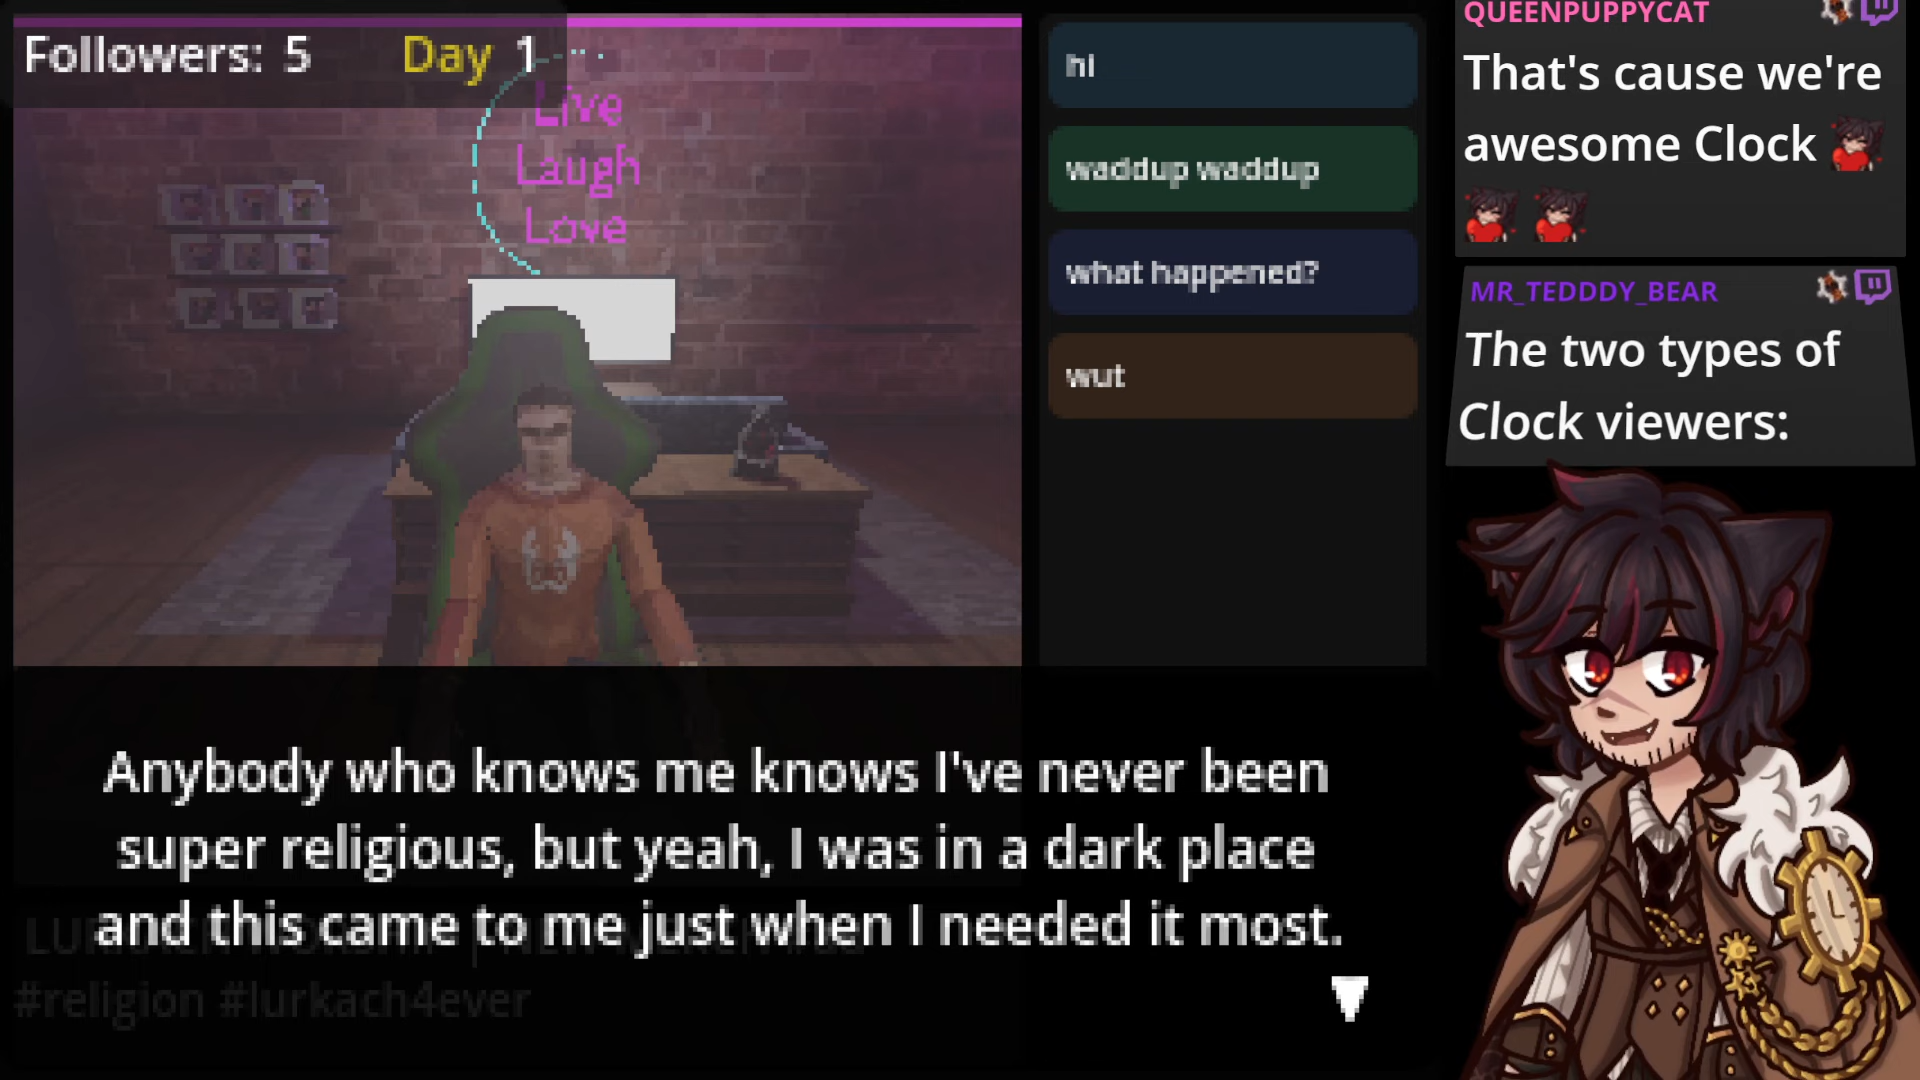 Followers: 5 Day 1
Live
Laugh
Love
hi
waddup waddup
what happened?
wut
Anybody who knows me knows I've never been
super religious, but yeah, I was in a dark place
and this came to me just when I needed it most.
#religion #lurkach4ever
QUEENPUPPYCAT
That's cause we're
awesome Clock
MR_TEDDDY_BEAR
The two types of
Clock viewers: